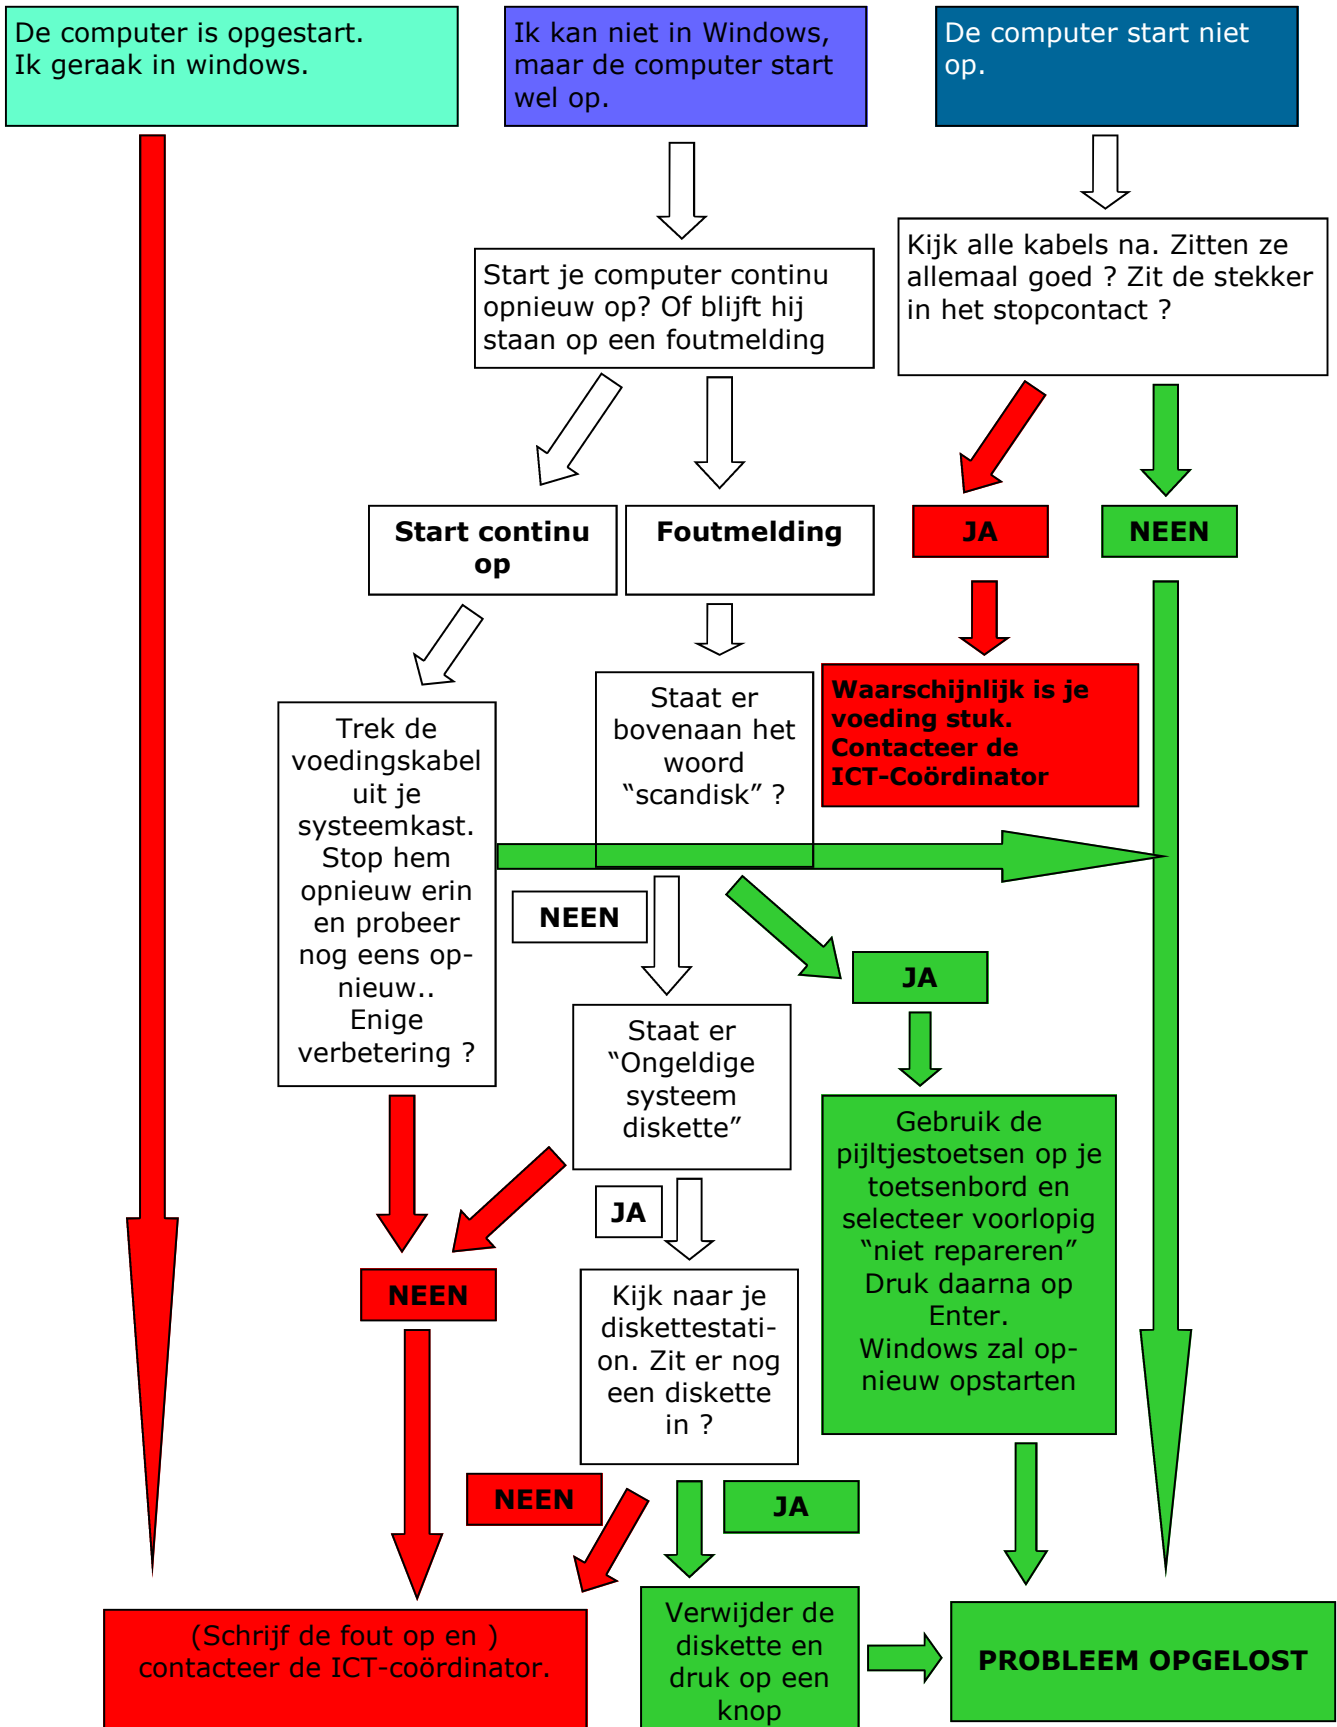 De computer is opgestart.
Ik geraak in windows.
Ik kan niet in Windows,
maar de computer start
wel op.
De computer start niet
op.
Start je computer continu
opnieuw op? Of blijft hij
staan op een foutmelding
Kijk alle kabels na. Zitten ze
allemaal goed ? Zit de stekker
in het stopcontact ?
Start continu
op
Foutmelding
JA
NEEN
Trek de
voedingskabel
uit je
systeemkast.
Stop hem
opnieuw erin
en probeer
nog eens op-
nieuw..
Enige
verbetering ?
Staat er
bovenaan het
woord
“scandisk” ?
Waarschijnlijk is je
voeding stuk.
Contacteer de
ICT-Coördinator
NEEN
JA
Staat er
“Ongeldige
systeem
diskette”
Gebruik de
pijltjestoetsen op je
toetsenbord en
selecteer voorlopig
“niet repareren”
Druk daarna op
Enter.
Windows zal op-
nieuw opstarten
JA
NEEN
Kijk naar je
diskettestati-
on. Zit er nog
een diskette
in ?
NEEN
JA
(Schrijf de fout op en )
contacteer de ICT-coördinator.
Verwijder de
diskette en
druk op een
knop
PROBLEEM OPGELOST